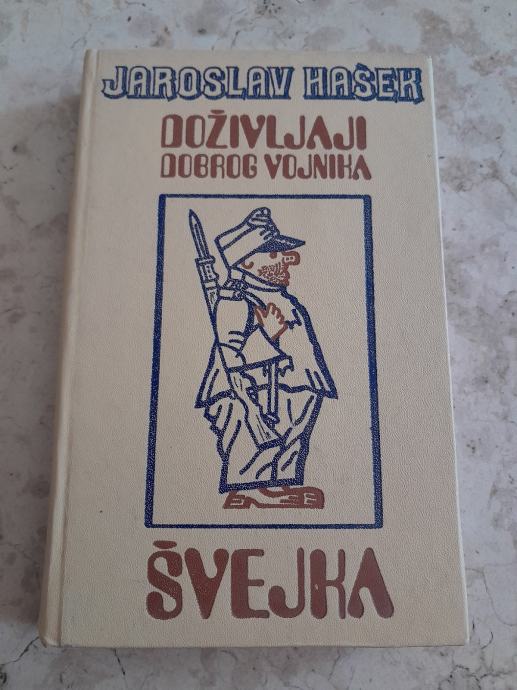 JAROSLAV HAŠEK
DOŽIVLJAJI
DOBROG VOJNIKA
ŠVEJKA